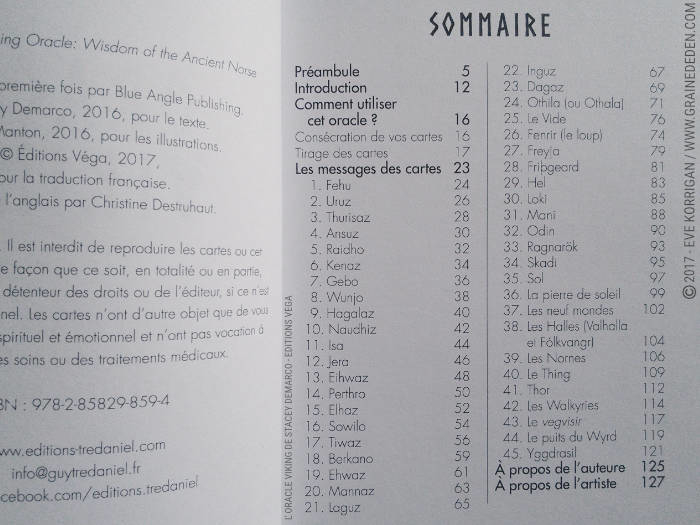 ing Oracle: Wisdom of the Ancient Norse
première fois par Blue Angle Publishing.
y Demarco, 2016, pour le texte.
Manton, 2016, pour les illustrations.
© Éditions Véga, 2017,
our la traduction française.
l'anglais par Christine Destruhaut.
. Il est interdit de reproduire les cartes ou cet
e façon que ce soit, en totalité ou en partie,
détenteur des droits ou de l'éditeur, si ce n'est
nel. Les cartes n'ont d'autre objet que de vous
spirituel et émotionnel et n'ont pas vocation à
es soins ou des traitements médicaux.
BN : 978-2-85829-859-4
www.editions-tredaniel.com
info@guytredaniel.fr
acebook.com/editions.tredaniel
L'ORACLE VIKING DE STACEY DEMARCO - EDITIONS VEGA
SOMMAIRE
Préambule 5
Introduction 12
Comment utiliser
cet oracle ? 16
Consécration de vos cartes 16
Tirage des cartes 17
Les messages des cartes 23
1. Fehu 24
2. Uruz 26
3. Thurisaz 28
4. Ansuz 30
5. Raidho 32
6. Kenaz 34
7. Gebo 36
8. Wunjo 38
9. Hagalaz 40
10. Naudhiz 42
11. Isa 44
12. Jera 46
13. Eihwaz 48
14. Perthro 50
15. Elhaz 52
16. Sowilo 54
17. Tiwaz 56
18. Berkano 59
19. Ehwaz 61
20. Mannaz 63
21. Laguz 65
22. Inguz 67
23. Dagaz 69
24. Othila (ou Othala) 71
25. Le Vide 76
26. Fenrir (le loup) 74
27. Freyja 79
28. Friþgeard 81
29. Hel 83
30. Loki 85
31. Mani 88
32. Odin 90
33. Ragnarök 93
34. Skadi 95
35. Sol 97
36. La pierre de soleil 99
37. Les neuf mondes 102
38. Les Halles (Valhalla
et Fólkvangr) 104
39. Les Nornes 106
40. Le Thing 109
41. Thor 112
42. Les Walkyries 114
43. Le vegvisir 117
44. Le puits du Wyrd 119
45. Yggdrasil 121
À propos de l'auteure 125
À propos de l'artiste 127
© 2017 - EVE KORRIGAN / WWW.GRAINEDEDEN.COM